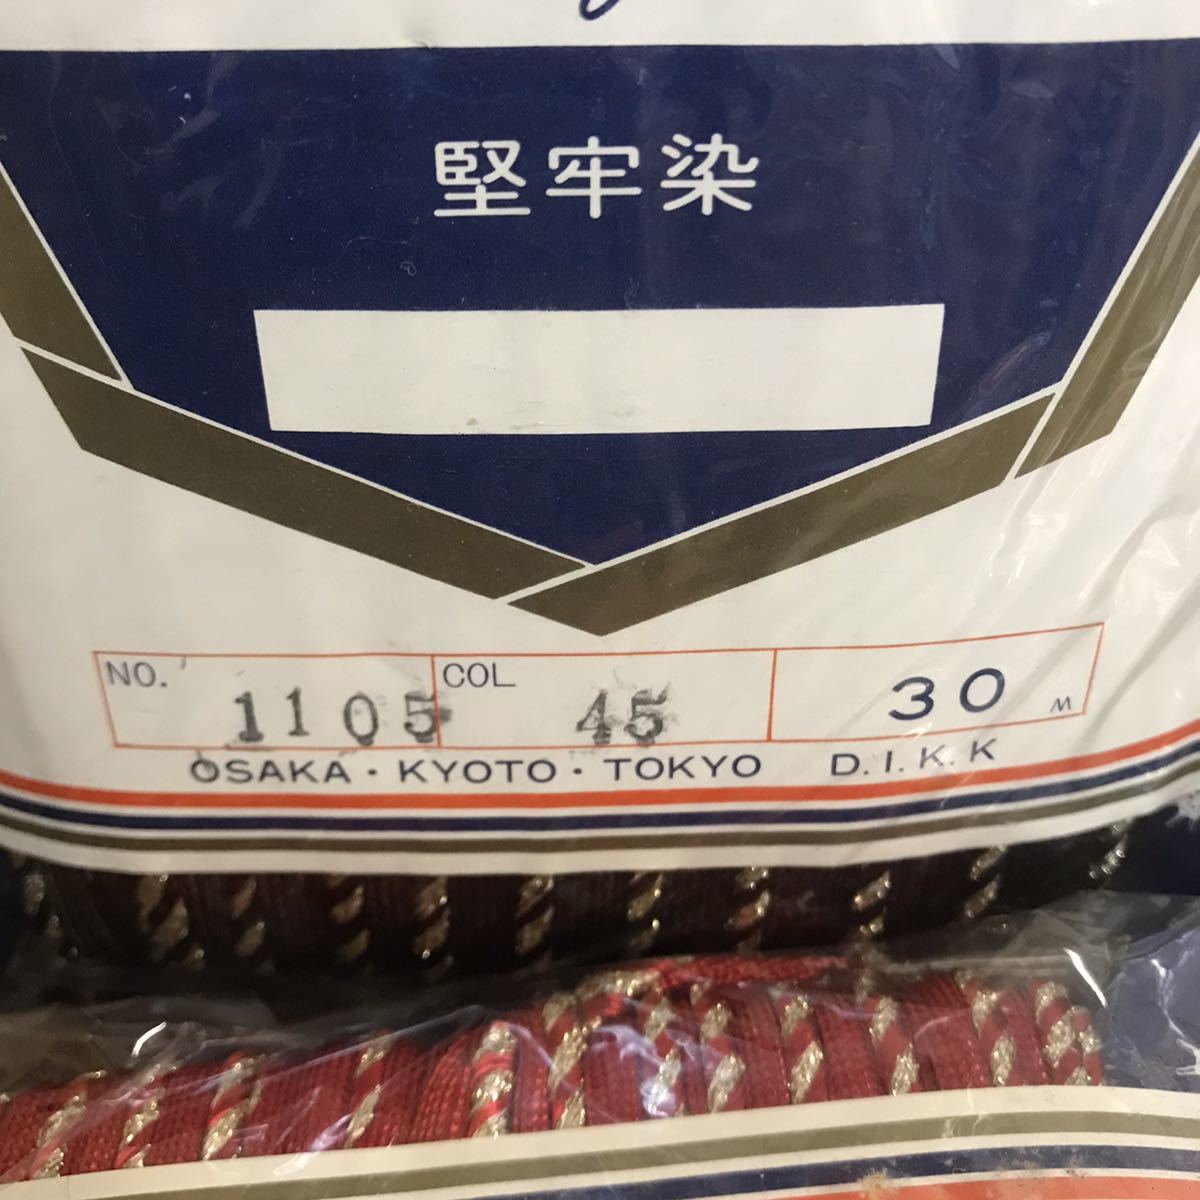 堅牢染
NO. 1105 COL 45 30 M
OSAKA・KYOTO・TOKYO D.I.K.K